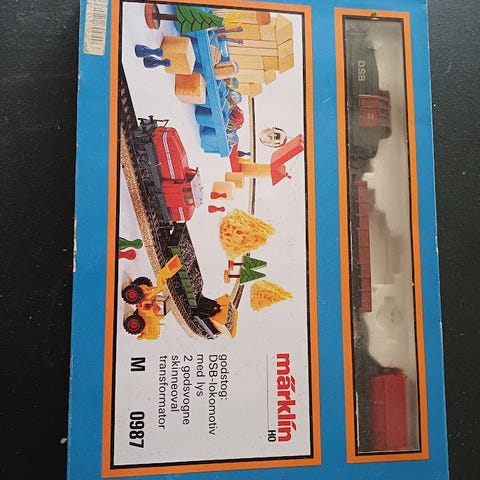 märklin
HO
godstog:
DSB-lokomotiv
med lys
2 godsvogne
skinneoval
transformator
M 0987
DSB